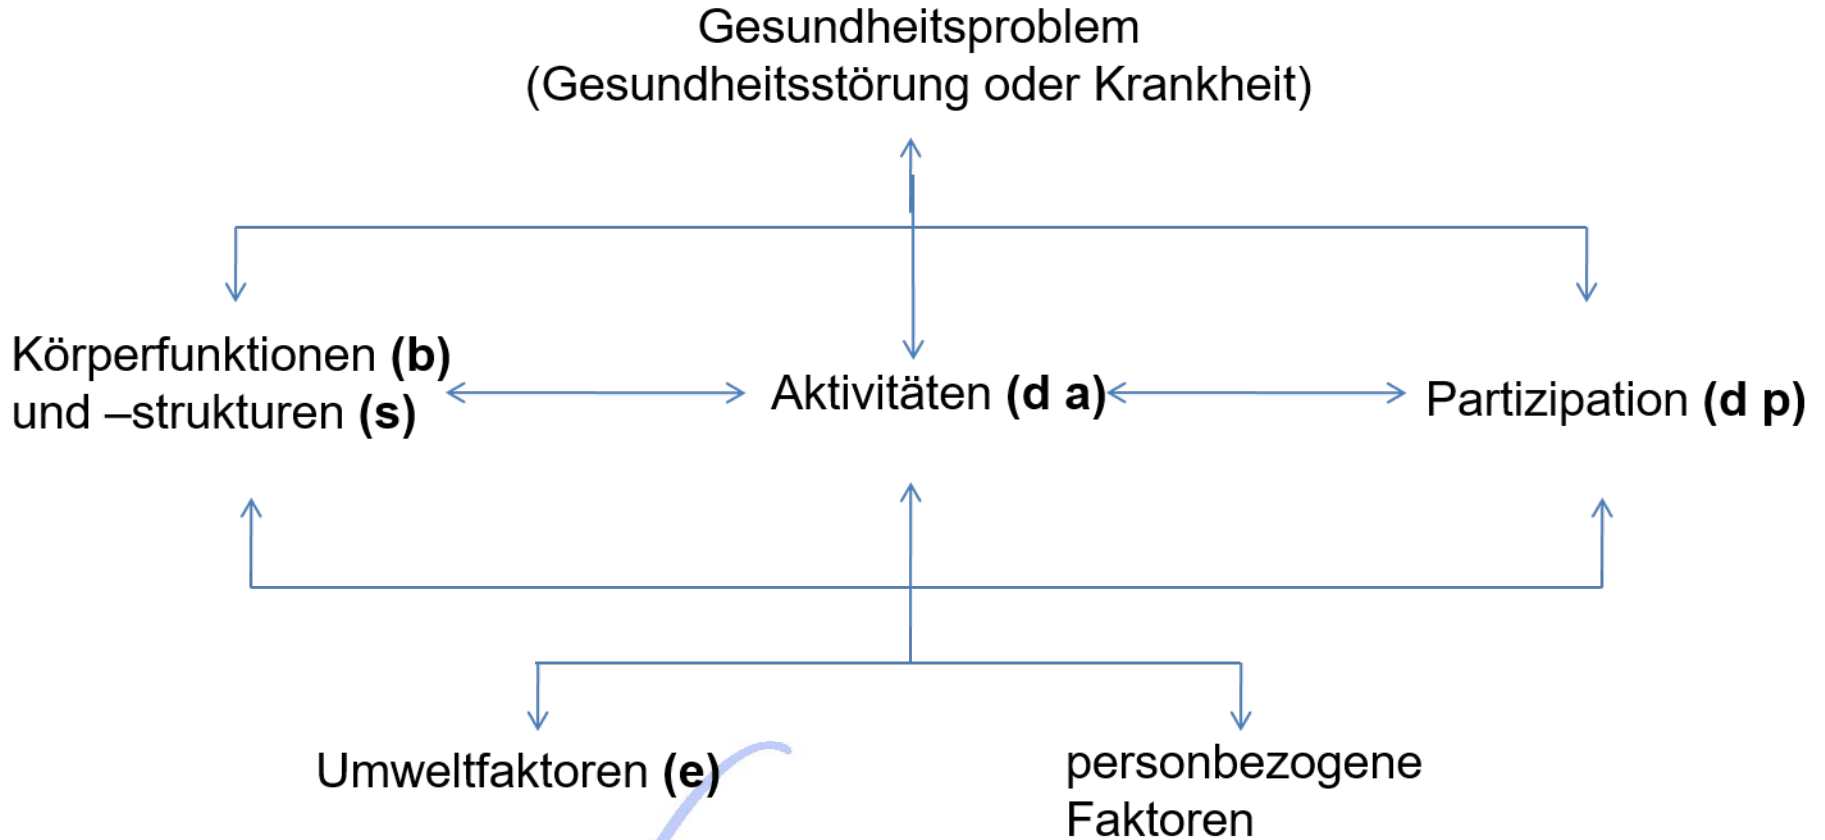 Gesundheitsproblem
(Gesundheitsstörung oder Krankheit)
Körperfunktionen (b)
und –strukturen (s)
Aktivitäten (d a)
Partizipation (d p)
Umweltfaktoren (e)
personbezogene
Faktoren